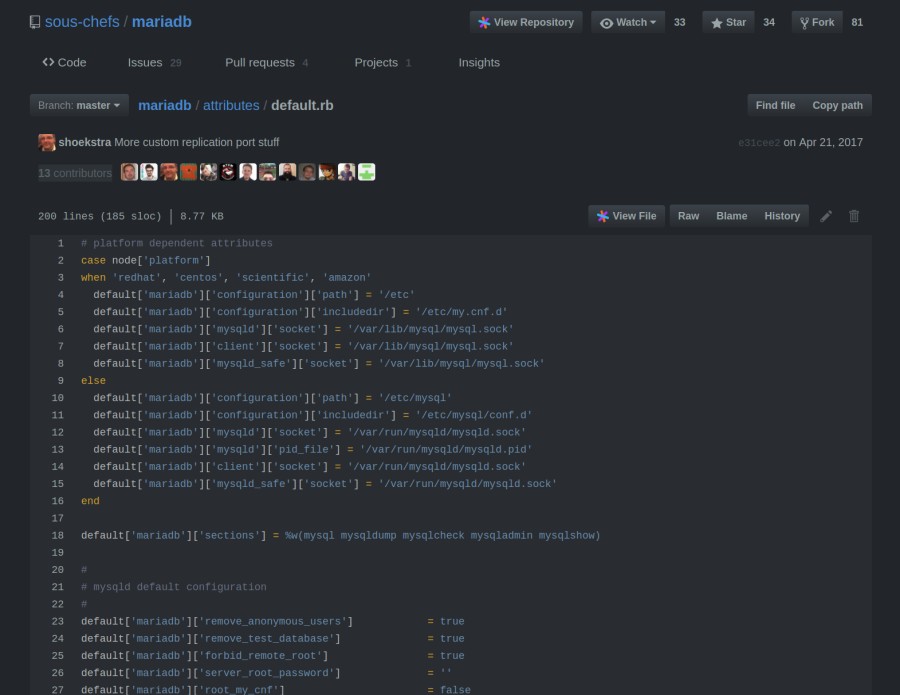 sous-chefs / mariadb
View Repository
Watch 33
Star 34
Fork 81
Code
Issues 29
Pull requests 4
Projects 1
Insights
Branch: master
mariadb / attributes / default.rb
Find file
Copy path
shoekstra More custom replication port stuff
e31cee2 on Apr 21, 2017
13 contributors
200 lines (185 sloc) | 8.77 KB
View File
Raw
Blame
History
1 # platform dependent attributes
2 case node['platform']
3 when 'redhat', 'centos', 'scientific', 'amazon'
4   default['mariadb']['configuration']['path'] = '/etc'
5   default['mariadb']['configuration']['includedir'] = '/etc/my.cnf.d'
6   default['mariadb']['mysqld']['socket'] = '/var/lib/mysql/mysql.sock'
7   default['mariadb']['client']['socket'] = '/var/lib/mysql/mysql.sock'
8   default['mariadb']['mysqld_safe']['socket'] = '/var/lib/mysql/mysql.sock'
9 else
10   default['mariadb']['configuration']['path'] = '/etc/mysql'
11   default['mariadb']['configuration']['includedir'] = '/etc/mysql/conf.d'
12   default['mariadb']['mysqld']['socket'] = '/var/run/mysqld/mysqld.sock'
13   default['mariadb']['mysqld']['pid_file'] = '/var/run/mysqld/mysqld.pid'
14   default['mariadb']['client']['socket'] = '/var/run/mysqld/mysqld.sock'
15   default['mariadb']['mysqld_safe']['socket'] = '/var/run/mysqld/mysqld.sock'
16 end
17
18 default['mariadb']['sections'] = %w(mysql mysqldump mysqlcheck mysqladmin mysqlshow)
19
20 #
21 # mysqld default configuration
22 #
23 default['mariadb']['remove_anonymous_users']            = true
24 default['mariadb']['remove_test_database']              = true
25 default['mariadb']['forbid_remote_root']                = true
26 default['mariadb']['server_root_password']              = ''
27 default['mariadb']['root_my_cnf']                       = false